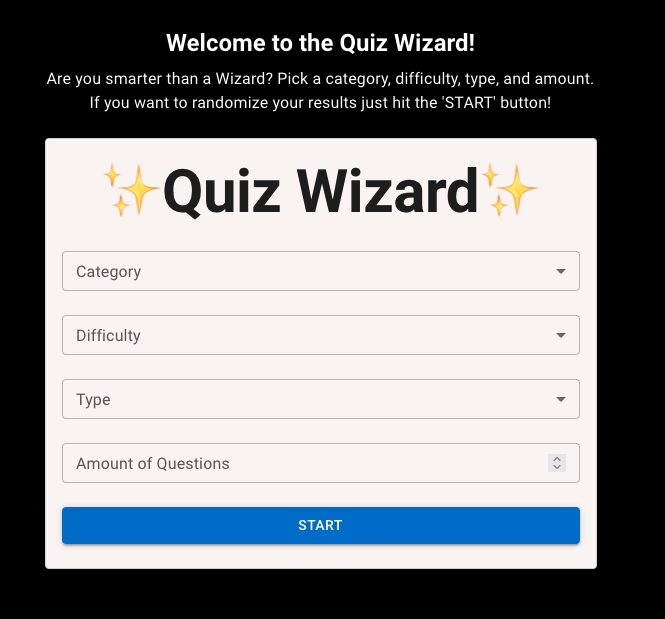 Welcome to the Quiz Wizard!
Are you smarter than a Wizard? Pick a category, difficulty, type, and amount.
If you want to randomize your results just hit the 'START' button!
✨Quiz Wizard✨
Category
Difficulty
Type
Amount of Questions
START